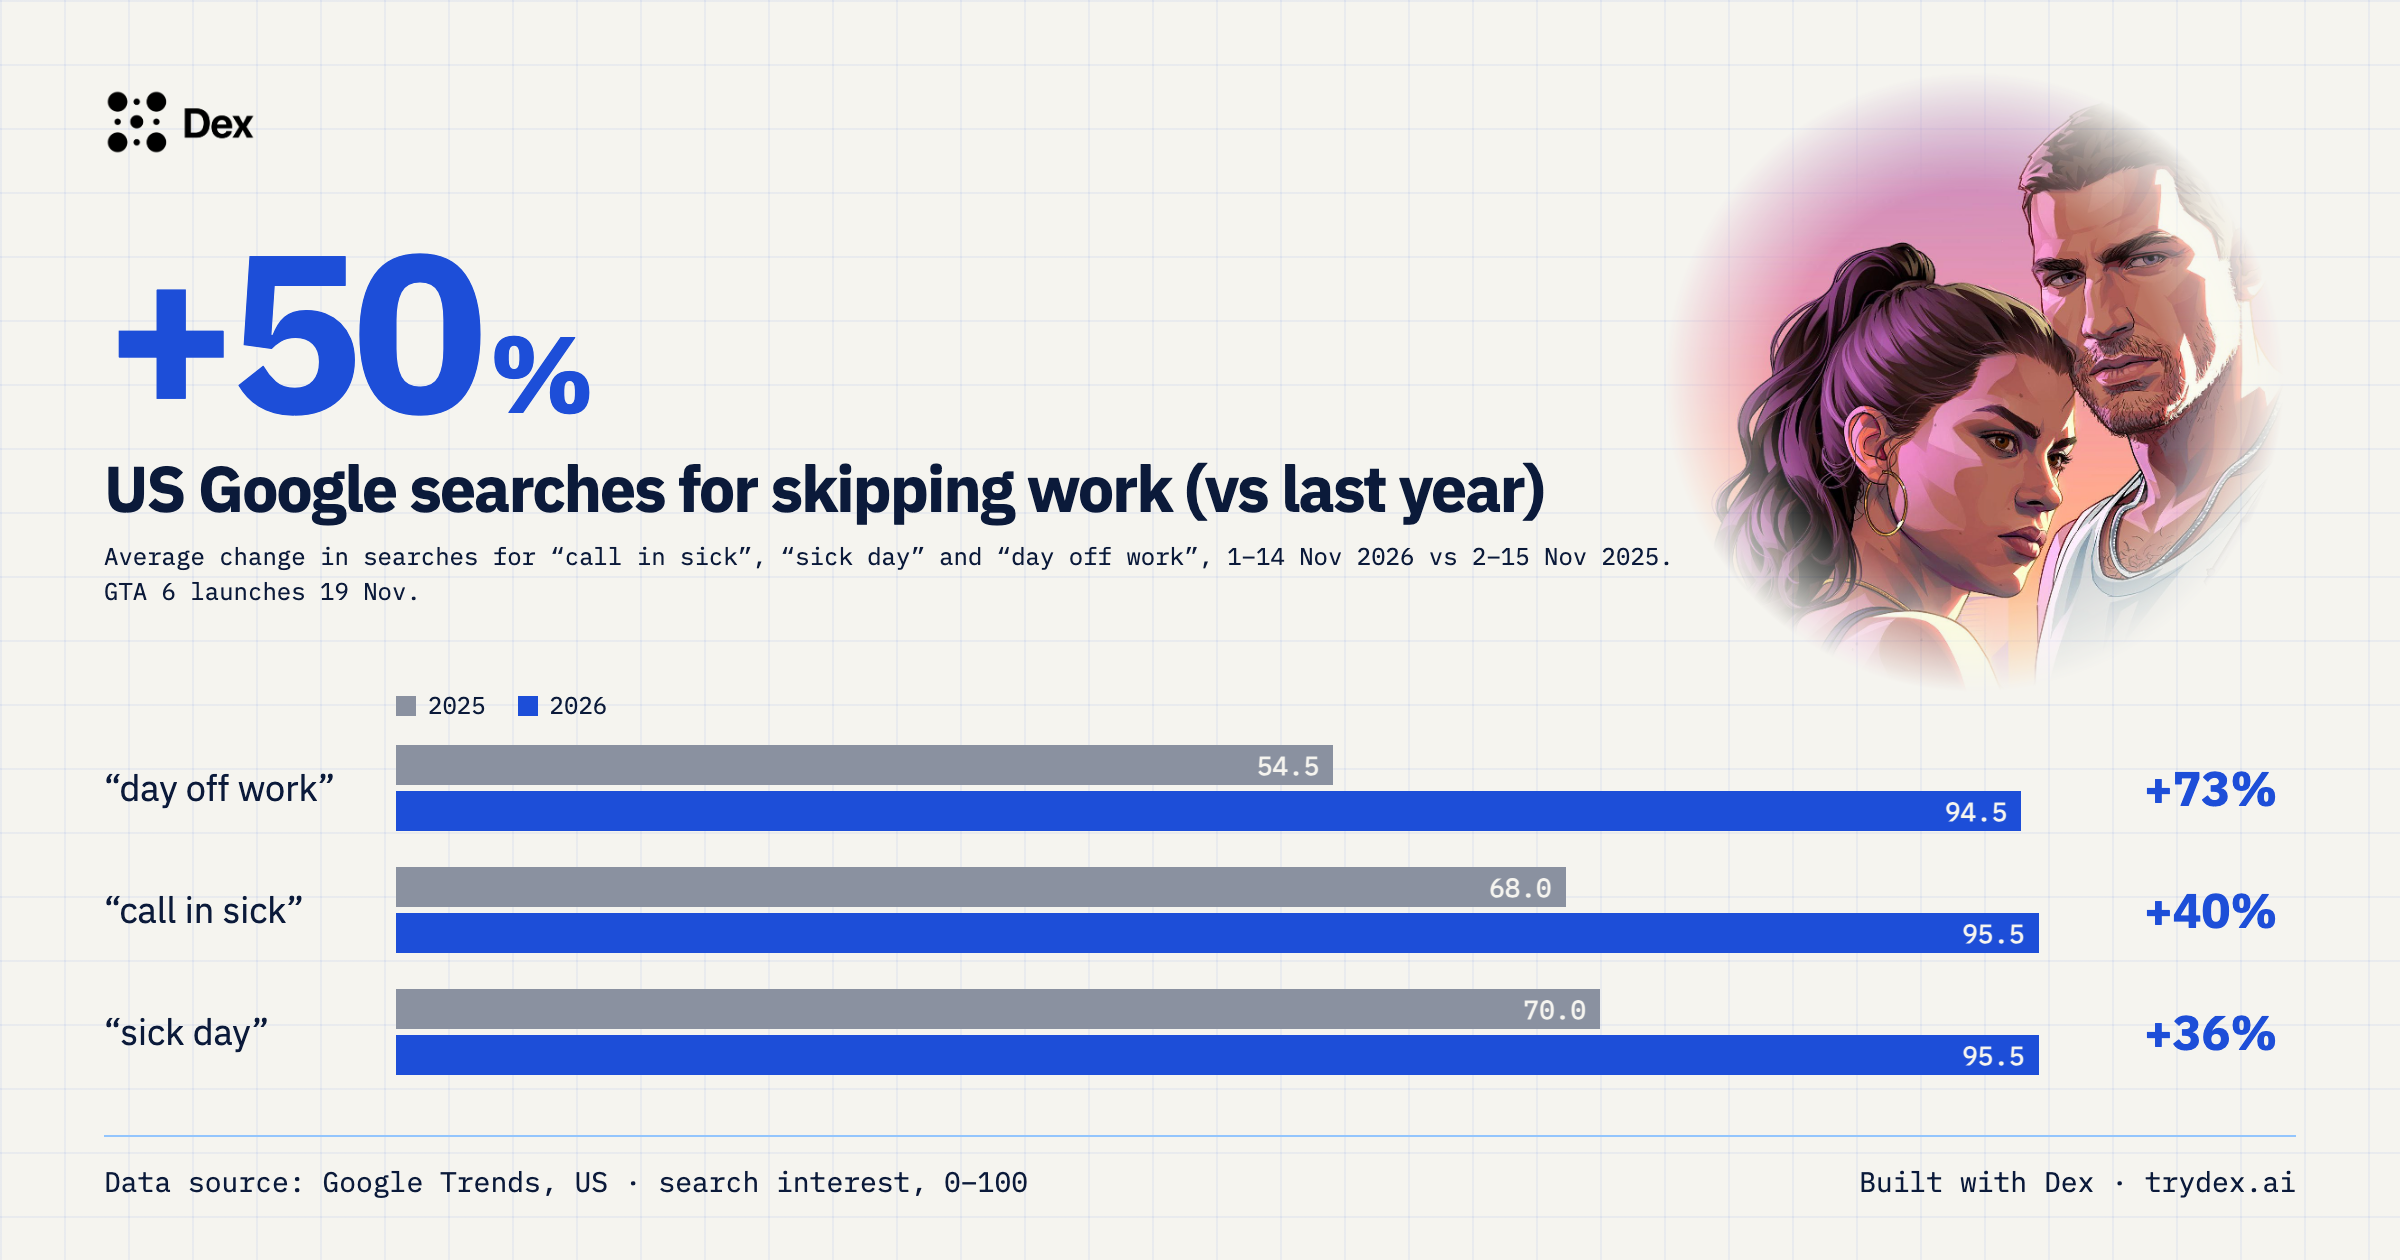 Dex
+50%
US Google searches for skipping work (vs last year)
Average change in searches for “call in sick”, “sick day” and “day off work”, 1–14 Nov 2026 vs 2–15 Nov 2025.
GTA 6 launches 19 Nov.
2025 2026
“day off work” 54.5 94.5 +73%
“call in sick” 68.0 95.5 +40%
“sick day” 70.0 95.5 +36%
Data source: Google Trends, US · search interest, 0–100
Built with Dex · trydex.ai